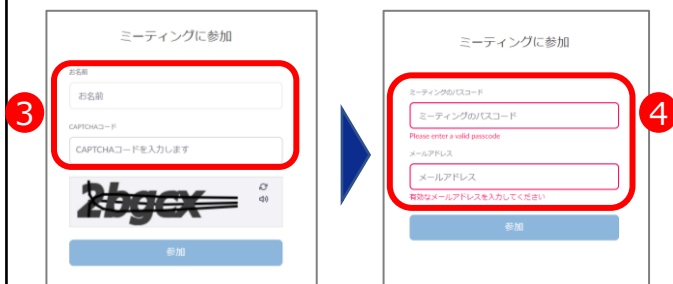 ミーティングに参加
お名前
お名前
CAPTCHAコード
CAPTCHAコードを入力します
2bgcx
参加
3
ミーティングに参加
ミーティングのパスコード
ミーティングのパスコード
Please enter a valid passcode
メールアドレス
メールアドレス
有効なメールアドレスを入力してください
参加
4